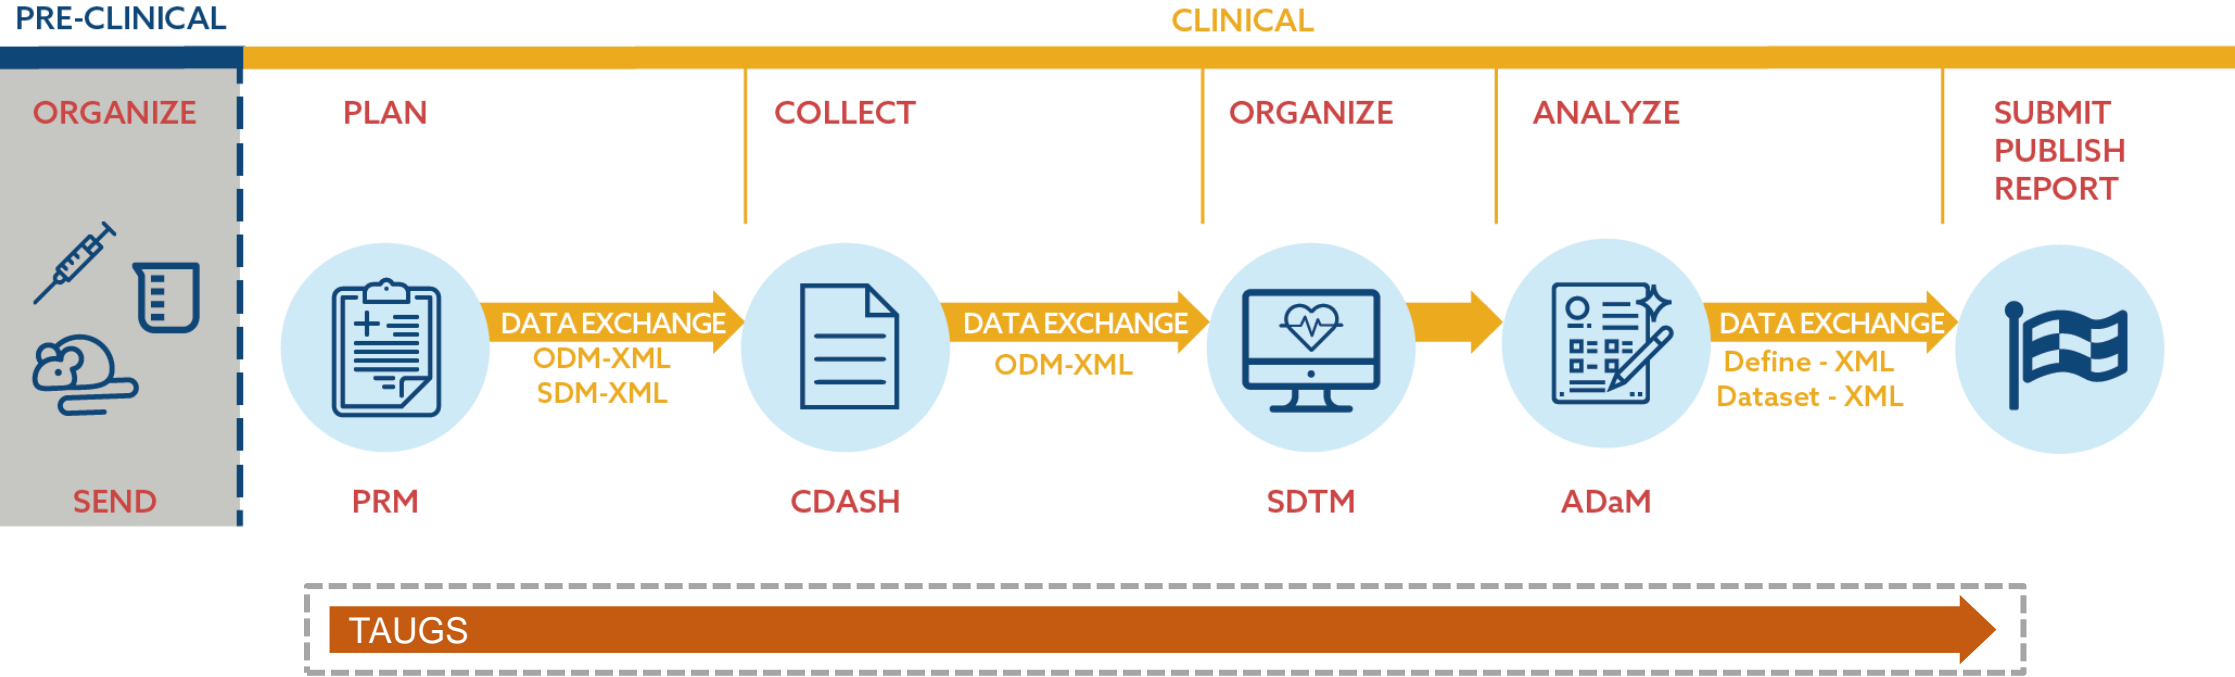 PRE-CLINICAL
CLINICAL
ORGANIZE
PLAN
COLLECT
ORGANIZE
ANALYZE
SUBMIT
PUBLISH
REPORT
DATA EXCHANGE
ODM-XML
SDM-XML
DATA EXCHANGE
ODM-XML
DATA EXCHANGE
Define - XML
Dataset - XML
SEND
PRM
CDASH
SDTM
ADaM
TAUGS